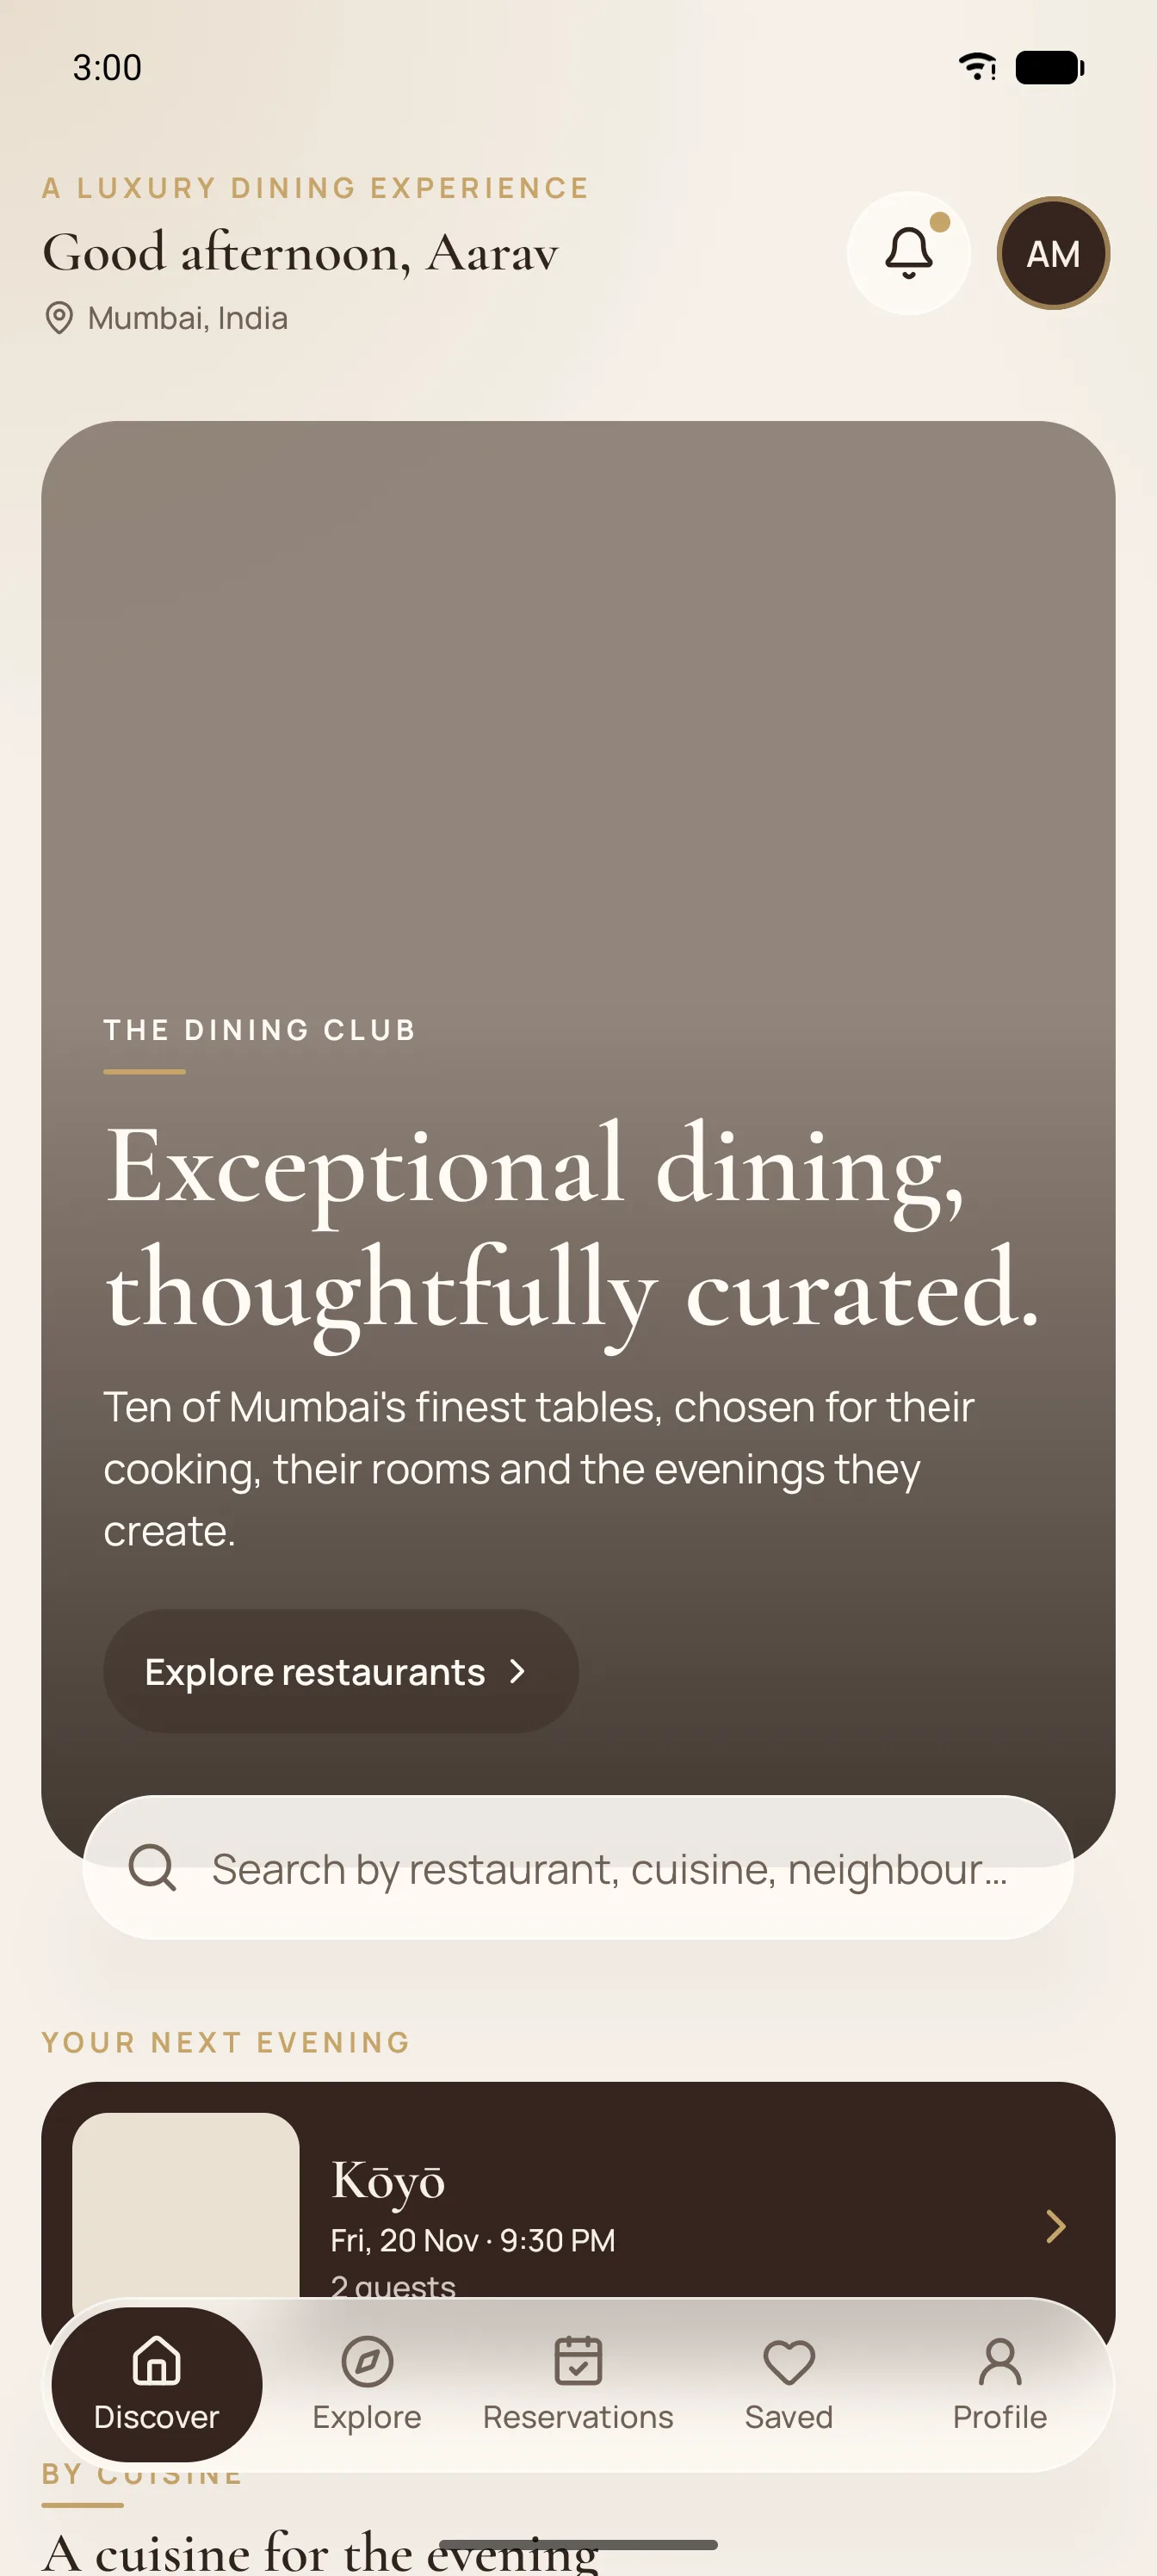 3:00
A LUXURY DINING EXPERIENCE
Good afternoon, Aarav
Mumbai, India
AM
THE DINING CLUB
Exceptional dining,
thoughtfully curated.
Ten of Mumbai's finest tables, chosen for their
cooking, their rooms and the evenings they
create.
Explore restaurants
Search by restaurant, cuisine, neighbour...
YOUR NEXT EVENING
Kōyō
Fri, 20 Nov · 9:30 PM
2 guests
Discover
Explore
Reservations
Saved
Profile
BY CUISINE
A cuisine for the evening